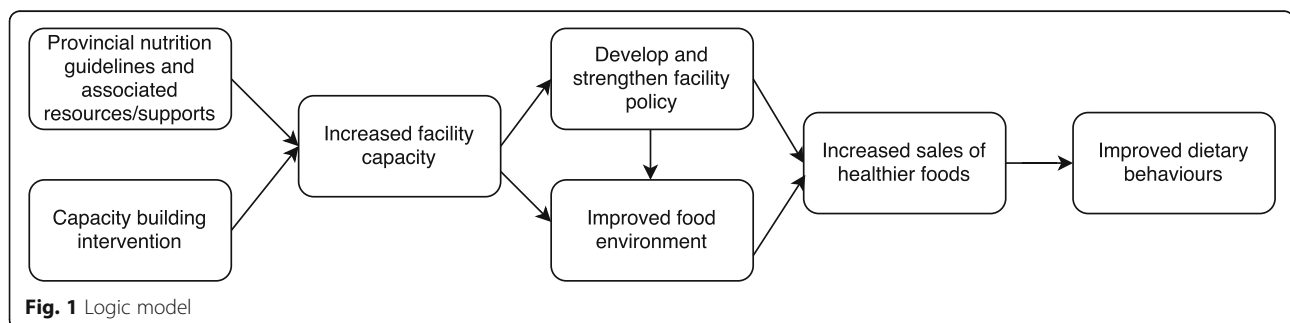 Provincial nutrition
guidelines and
associated
resources/supports
Capacity building
intervention
Increased facility
capacity
Develop and
strengthen facility
policy
Improved food
environment
Increased sales of
healthier foods
Improved dietary
behaviours
Fig. 1 Logic model